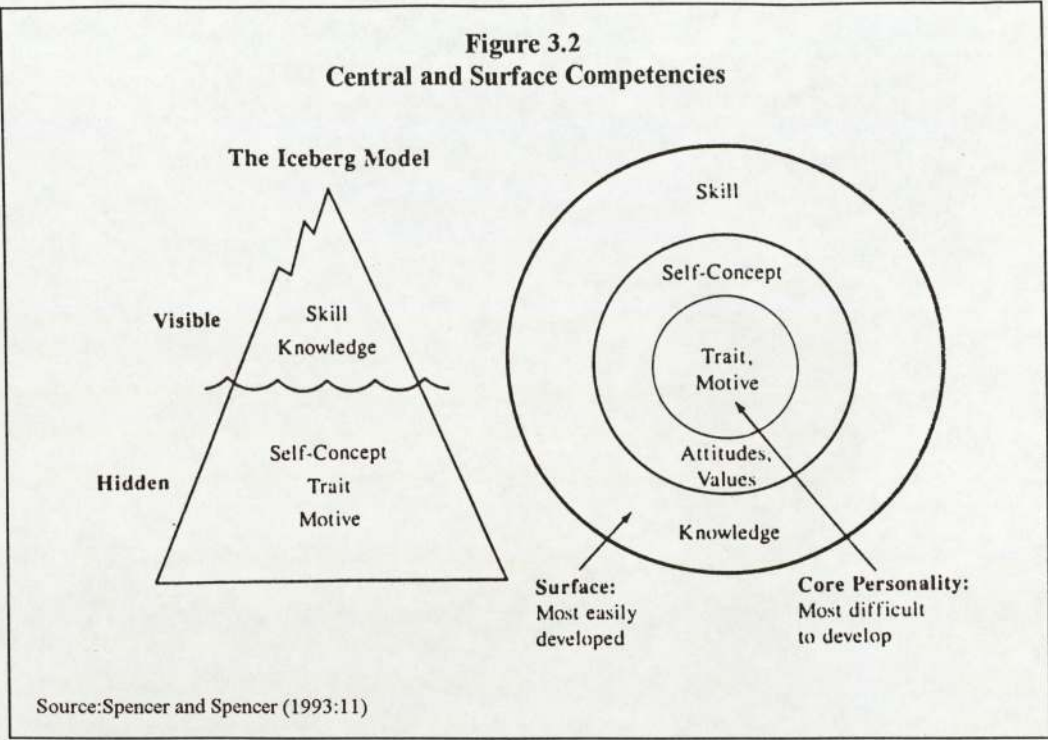 Figure 3.2
Central and Surface Competencies
The Iceberg Model
Visible
Skill
Knowledge
Hidden
Self-Concept
Trait
Motive
Skill
Self-Concept
Trait,
Motive
Attitudes,
Values
Knowledge
Surface:
Most easily
developed
Core Personality:
Most difficult
to develop
Source:Spencer and Spencer (1993:11)